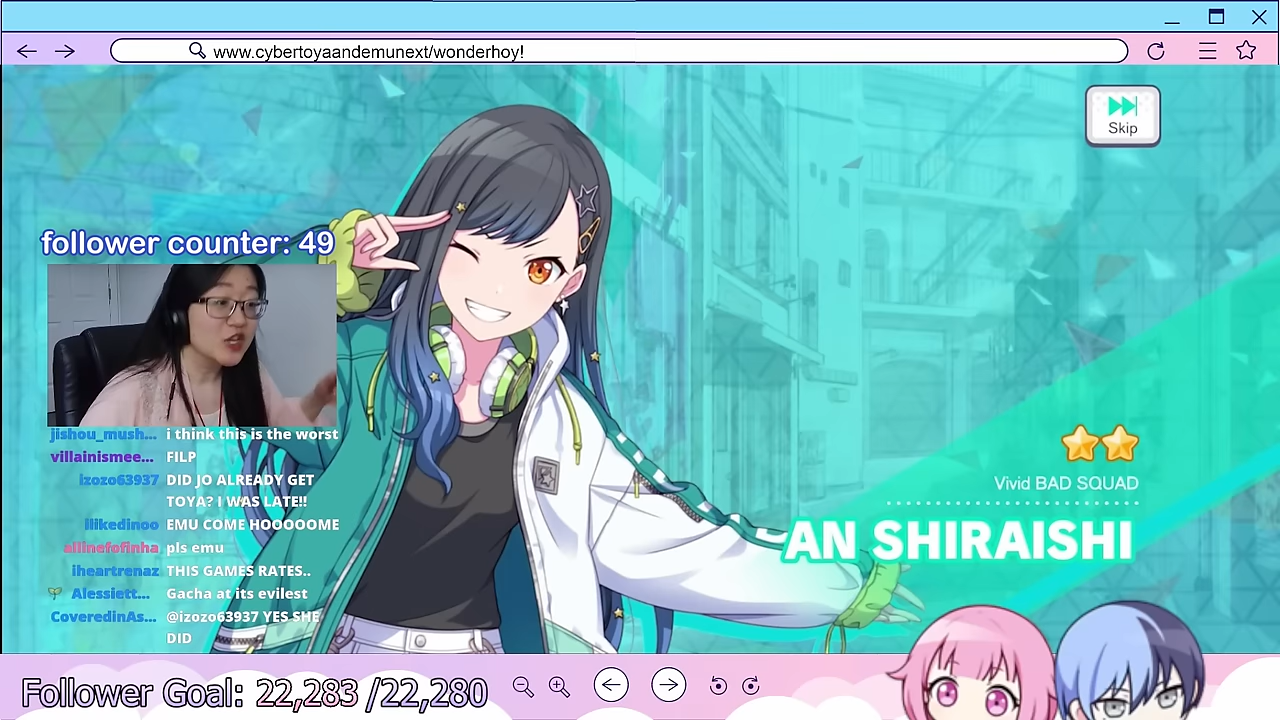 www.cybertoyaandemunext/wonderhoy!
Skip
follower counter: 49
jishou_mush... i think this is the worst
villainismee... FILP
izozo63937 DID JO ALREADY GET
TOYA? I WAS LATE!!
ilikedinoo EMU COME HOOOOOME
allinefofinha pls emu
iheartrenaz THIS GAMES RATES..
Alessiett... Gacha at its evilest
CoveredinAs... @izozo63937 YES SHE
DID
Vivid BAD SQUAD
AN SHIRAISHI
Follower Goal: 22,283 /22,280